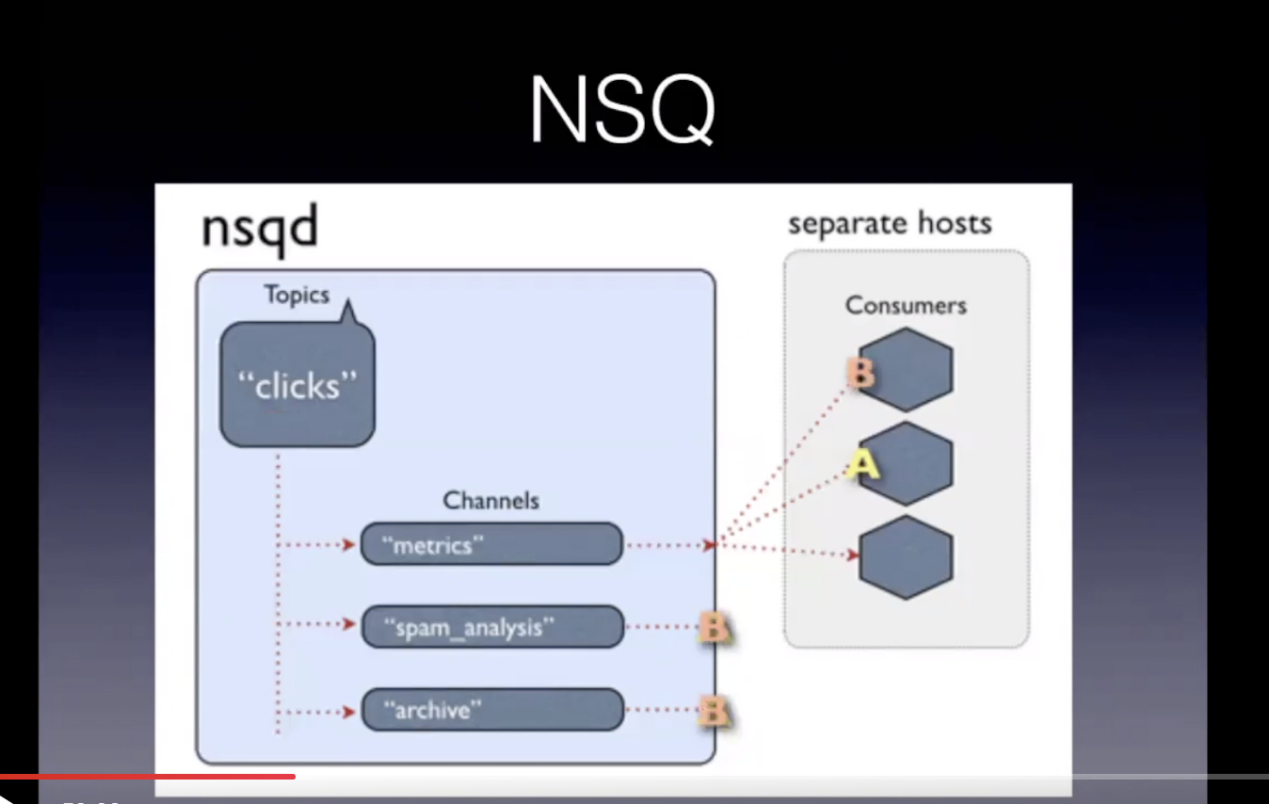 NSQ
nsqd
separate hosts
Topics
Consumers
“clicks”
B
A
Channels
“metrics”
“spam_analysis”
B
“archive”
B